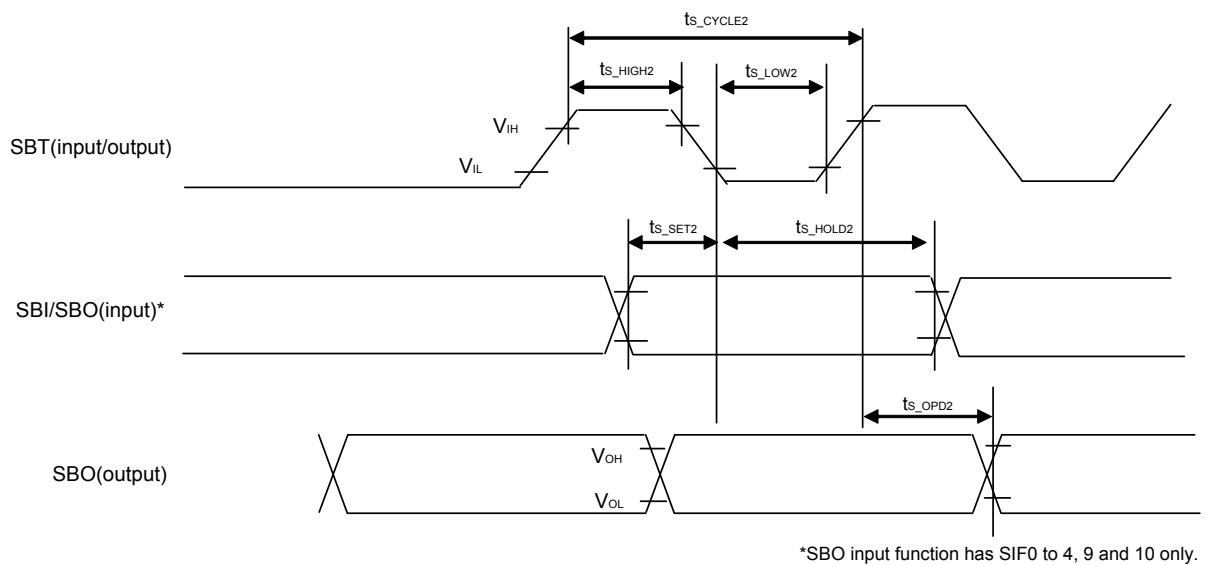 tS_CYCLE2
tS_HIGH2
tS_LOW2
VIH
SBT(input/output)
VIL
tS_SET2
tS_HOLD2
SBI/SBO(input)*
tS_OPD2
VOH
SBO(output)
VOL
*SBO input function has SIF0 to 4, 9 and 10 only.